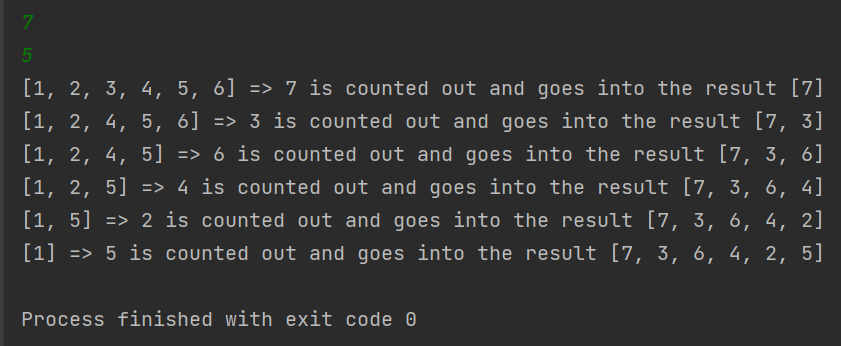 7
5
[1, 2, 3, 4, 5, 6] => 7 is counted out and goes into the result [7]
[1, 2, 4, 5, 6] => 3 is counted out and goes into the result [7, 3]
[1, 2, 4, 5] => 6 is counted out and goes into the result [7, 3, 6]
[1, 2, 5] => 4 is counted out and goes into the result [7, 3, 6, 4]
[1, 5] => 2 is counted out and goes into the result [7, 3, 6, 4, 2]
[1] => 5 is counted out and goes into the result [7, 3, 6, 4, 2, 5]
Process finished with exit code 0